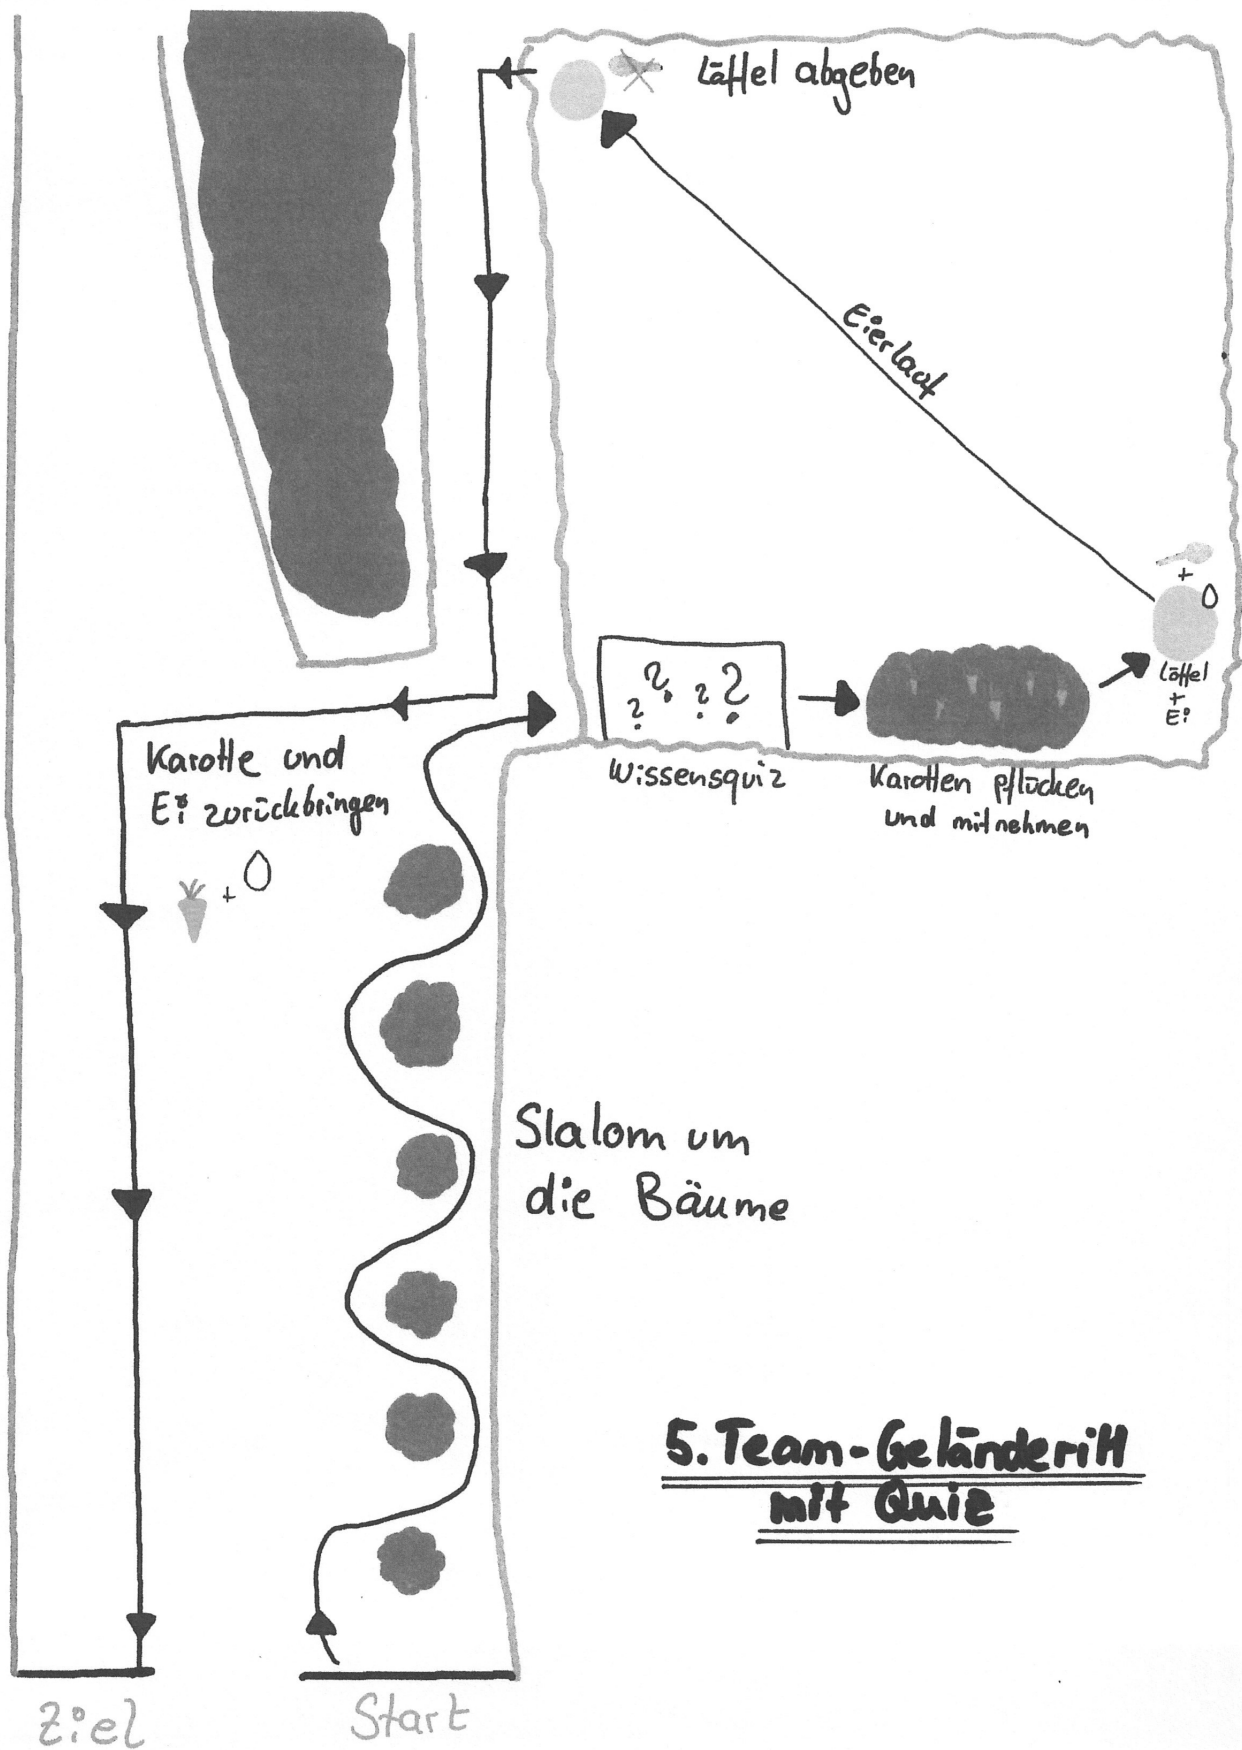 Löffel abgeben
Eierlauf
Löffel
+
Ei
? ? ? ?
Wissensquiz
Karotten pflücken
und mitnehmen
Karotte und
Ei zurückbringen
Slalom um
die Bäume
5. Team-Geländeritt
mit Quiz
Ziel
Start